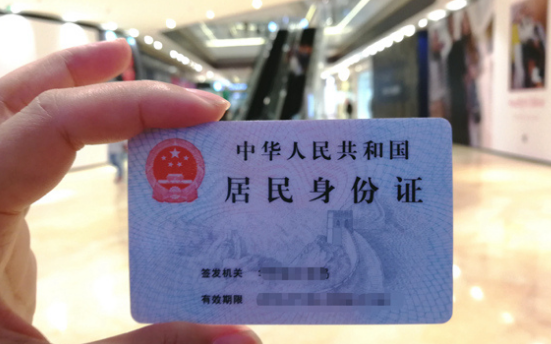 中华人民共和国
居民身份证
签发机关
有效期限